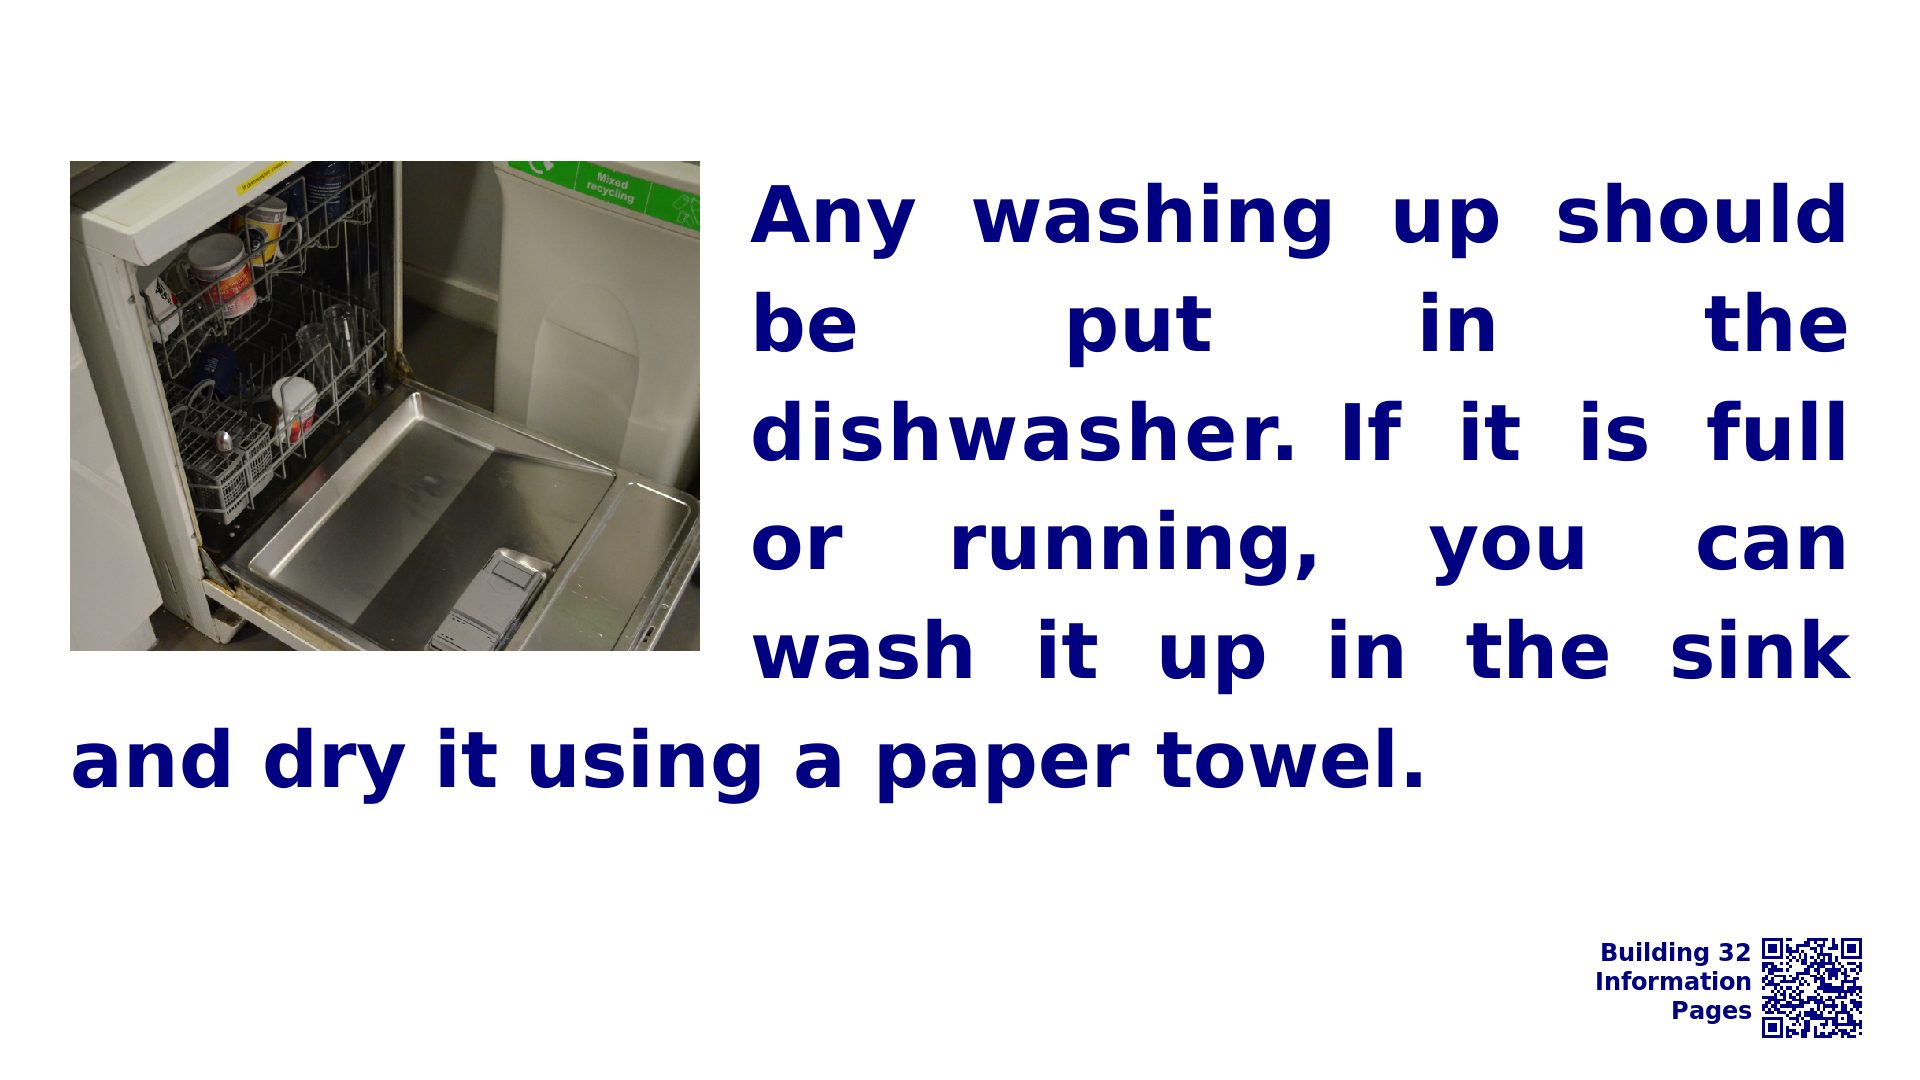 Mixed
recycling
Any washing up should
be put in the
dishwasher. If it is full
or running, you can
wash it up in the sink
and dry it using a paper towel.
Building 32
Information
Pages